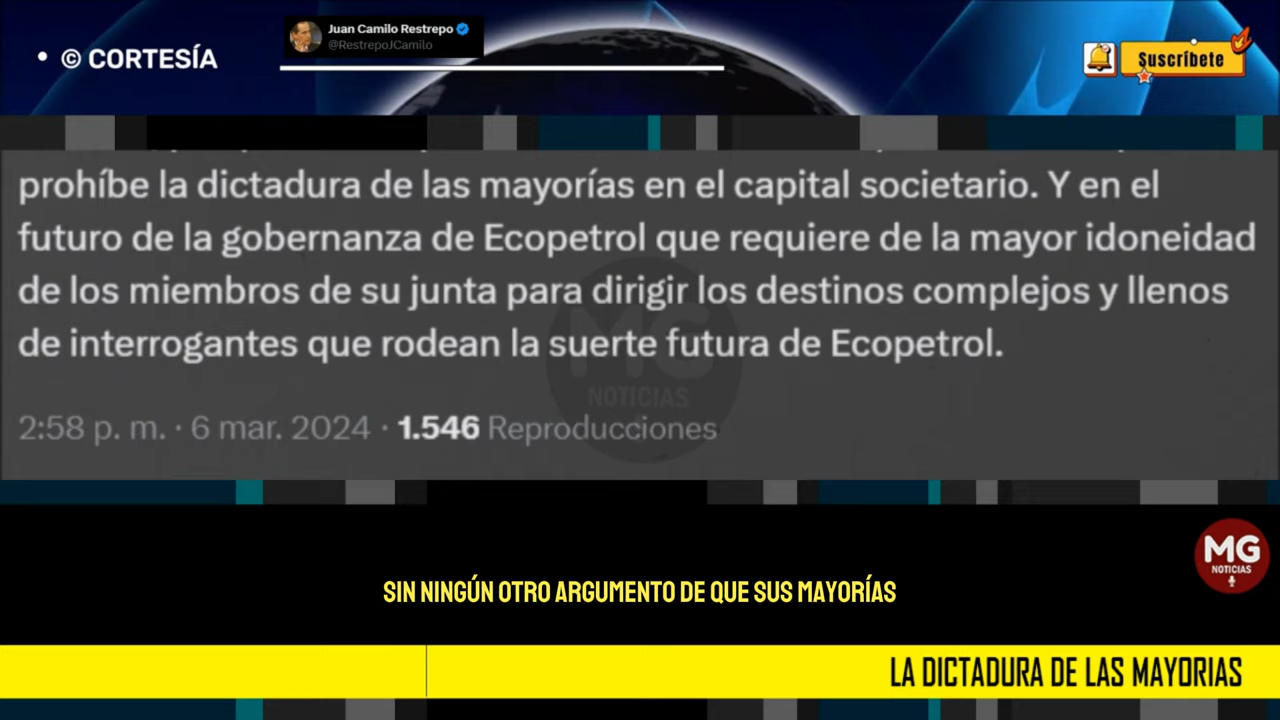 • © CORTESÍA
Juan Camilo Restrepo
@RestrepoJCamilo
Suscríbete
prohíbe la dictadura de las mayorías en el capital societario. Y en el
futuro de la gobernanza de Ecopetrol que requiere de la mayor idoneidad
de los miembros de su junta para dirigir los destinos complejos y llenos
de interrogantes que rodean la suerte futura de Ecopetrol.
MG
NOTICIAS
2:58 p. m. · 6 mar. 2024 · 1.546 Reproducciones
MG
NOTICIAS
SIN NINGÚN OTRO ARGUMENTO DE QUE SUS MAYORÍAS
LA DICTADURA DE LAS MAYORIAS